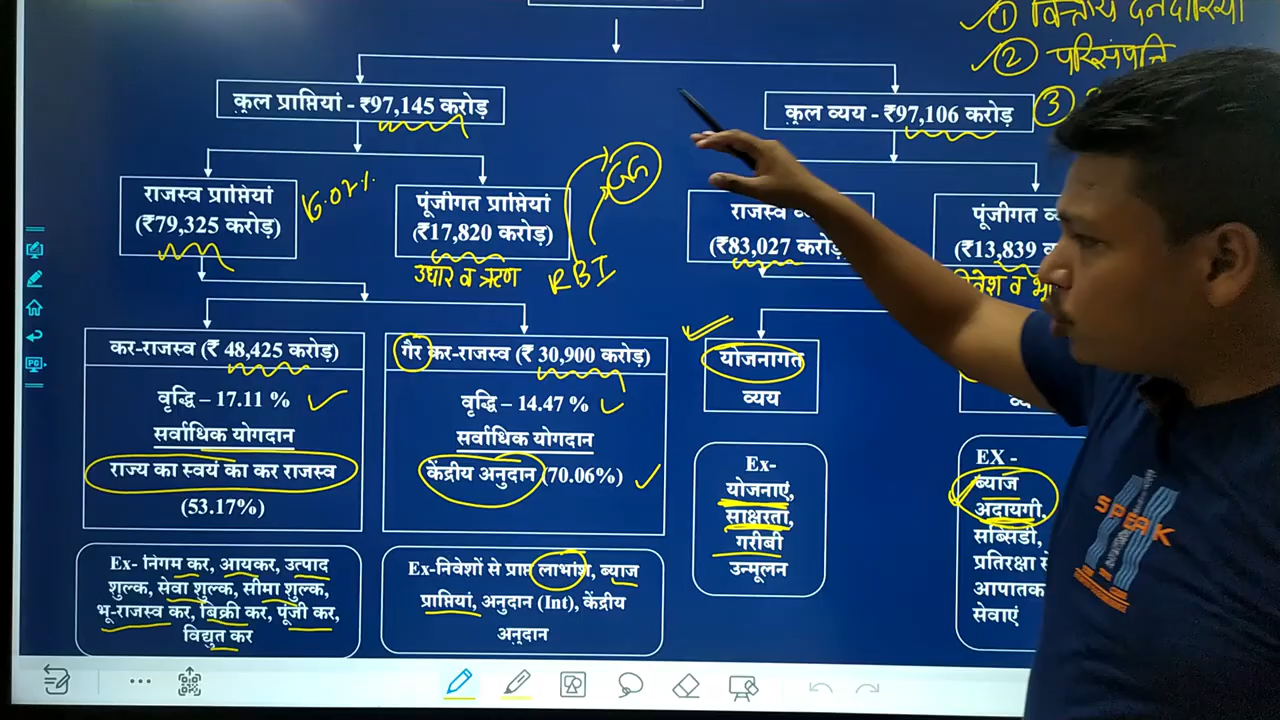 ① वित्तीय देनदारियां
② परिसंपत्ति
③
कुल प्राप्तियां - ₹97,145 करोड़
कुल व्यय - ₹97,106 करोड़
राजस्व प्राप्तियां
(₹79,325 करोड़)
16.02%
पूंजीगत प्राप्तियां
(₹17,820 करोड़)
उधार व ऋण
RBI
राजस्व
(₹83,027 करोड़)
पूंजीगत
(₹13,839
कर-राजस्व (₹ 48,425 करोड़)
वृद्धि – 17.11 %
सर्वाधिक योगदान
राज्य का स्वयं का कर राजस्व
(53.17%)
गैर कर-राजस्व (₹ 30,900 करोड़)
वृद्धि – 14.47 %
सर्वाधिक योगदान
केंद्रीय अनुदान (70.06%)
योजनागत
व्यय
Ex- निगम कर, आयकर, उत्पाद
शुल्क, सेवा शुल्क, सीमा शुल्क,
भू-राजस्व कर, बिक्री कर, पूंजी कर,
विद्युत कर
Ex-निवेशों से प्राप्त लाभांश, ब्याज
प्राप्तियां, अनुदान (Int), केंद्रीय
अनुदान
Ex-
योजनाएं,
साक्षरता,
गरीबी
उन्मूलन
EX -
ब्याज
अदायगी,
सब्सिडी,
प्रतिरक्षा
आपातक
सेवाएं
SPEAK